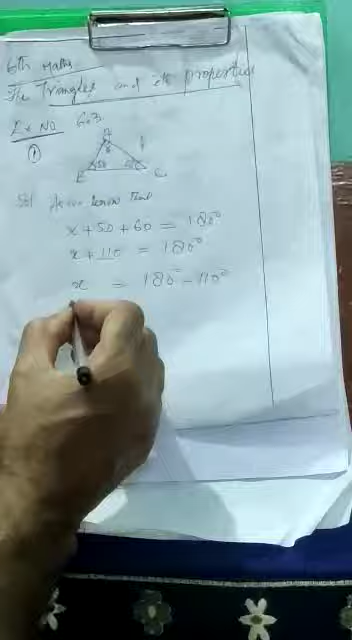 6th Maths
The Triangles and its properties
Ex No 6.3
①
A
x
50
60
B
C
Sol As we know that
x + 50 + 60 = 180°
x + 110 = 180°
x = 180° - 110°